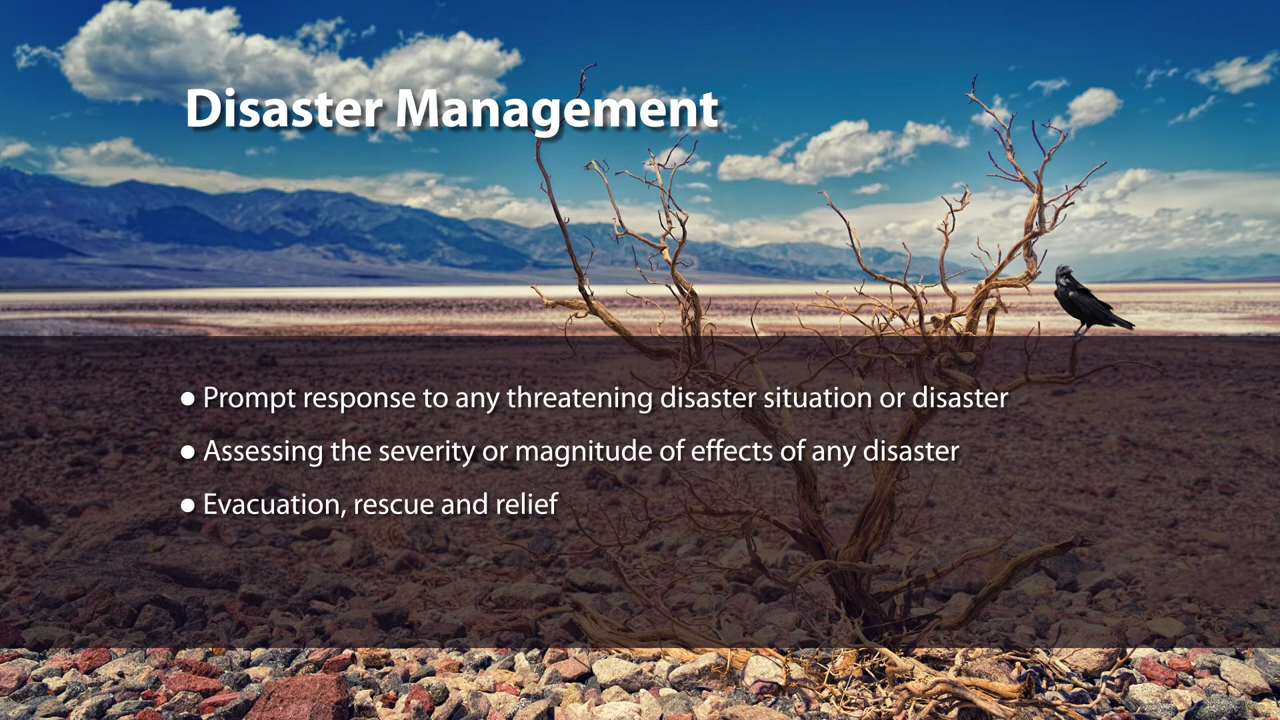 Disaster Management
● Prompt response to any threatening disaster situation or disaster
● Assessing the severity or magnitude of effects of any disaster
● Evacuation, rescue and relief